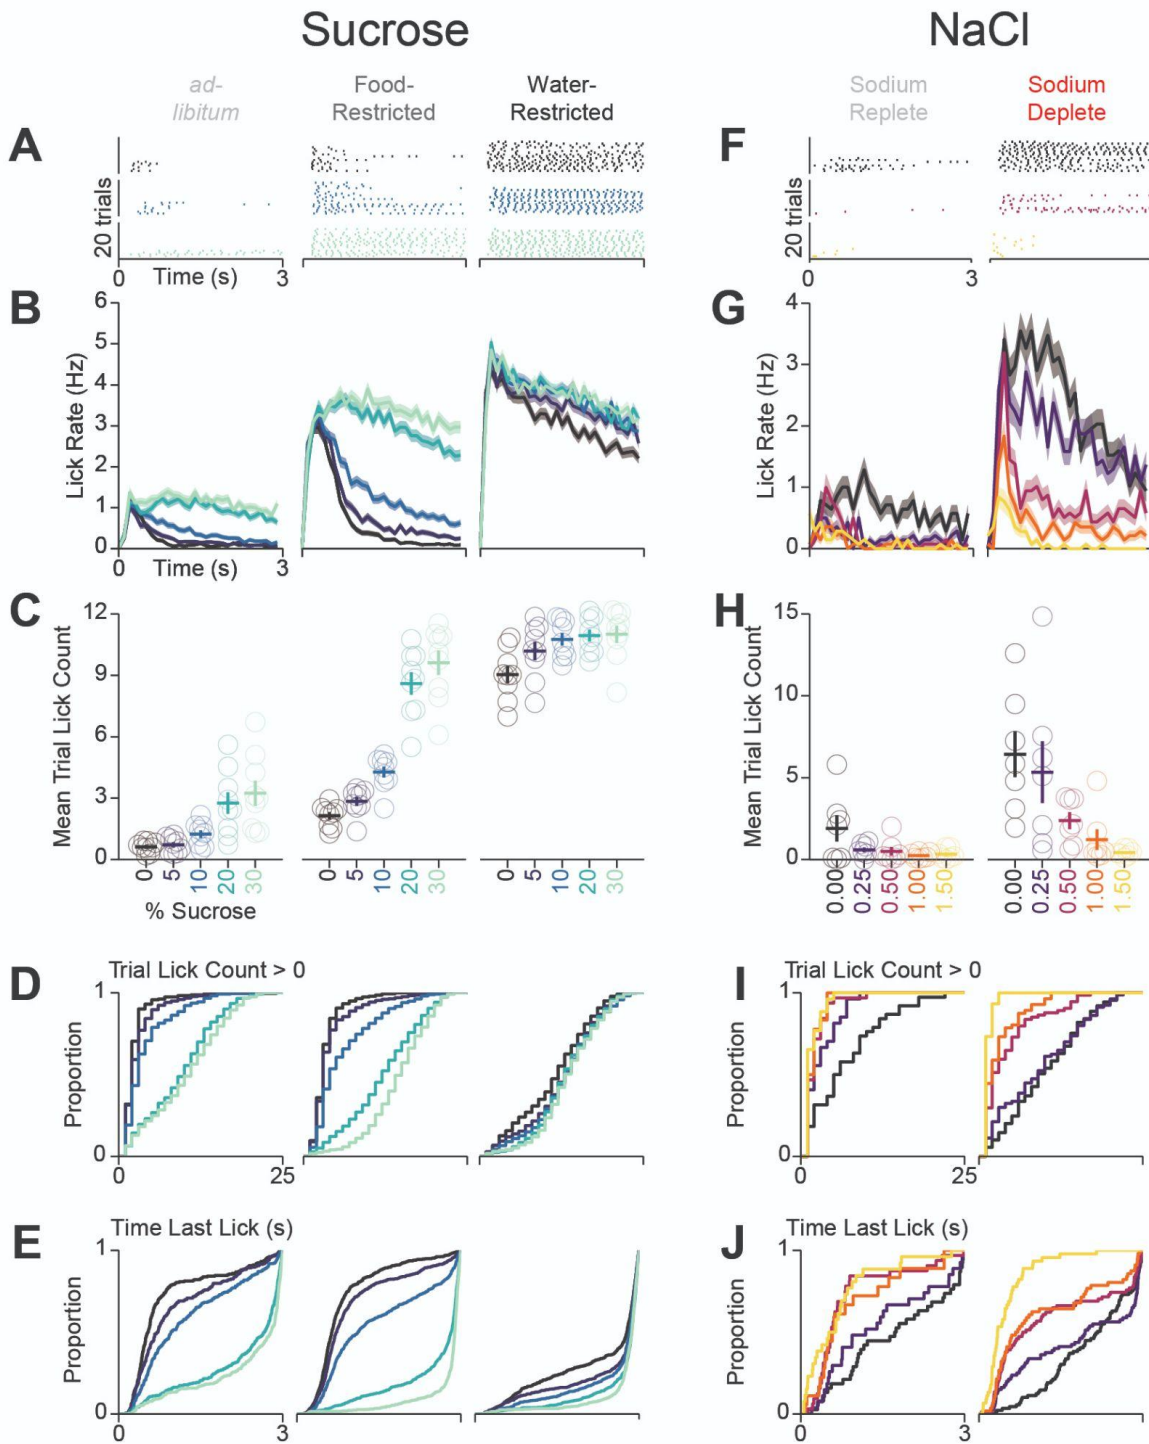 Sucrose
NaCl
ad-
libitum
Food-
Restricted
Water-
Restricted
Sodium
Replete
Sodium
Deplete
A
20 trials
0
Time (s)
3
F
20 trials
0
3
B
Lick Rate (Hz)
6
5
4
3
2
1
0
0
Time (s)
3
G
Lick Rate (Hz)
4
3
2
1
0
C
Mean Trial Lick Count
12
9
6
3
0
0
5
10
20
30
0
5
10
20
30
0
5
10
20
30
% Sucrose
H
Mean Trial Lick Count
15
10
5
0
0.00
0.25
0.50
1.00
1.50
0.00
0.25
0.50
1.00
1.50
D
Trial Lick Count > 0
Proportion
1
0
0
25
I
Trial Lick Count > 0
Proportion
1
0
0
25
E
Time Last Lick (s)
Proportion
1
0
0
3
J
Time Last Lick (s)
Proportion
1
0
0
3